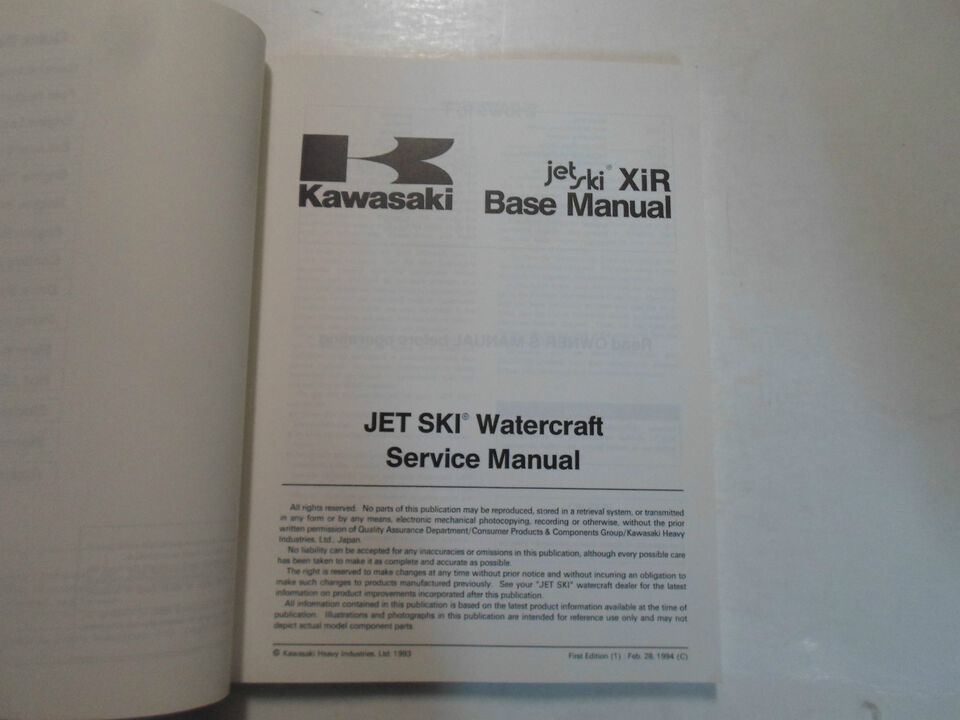 Kawasaki
jet ski® XiR
Base Manual
JET SKI® Watercraft
Service Manual
All rights reserved. No parts of this publication may be reproduced, stored in a retrieval system, or transmitted
in any form or by any means, electronic mechanical photocopying, recording or otherwise, without the prior
written permission of Quality Assurance Department/Consumer Products & Components Group/Kawasaki Heavy
Industries, Ltd., Japan.
No liability can be accepted for any inaccuracies or omissions in this publication, although every possible care
has been taken to make it as complete and accurate as possible.
The right is reserved to make changes at any time without prior notice and without incurring an obligation to
make such changes to products manufactured previously. See your "JET SKI" watercraft dealer for the latest
information on product improvements incorporated after this publication.
All information contained in this publication is based on the latest product information available at the time of
publication. Illustrations and photographs in this publication are intended for reference use only and may not
depict actual model component parts.
© Kawasaki Heavy Industries, Ltd. 1993
First Edition (1) : Feb. 28, 1994 (C)